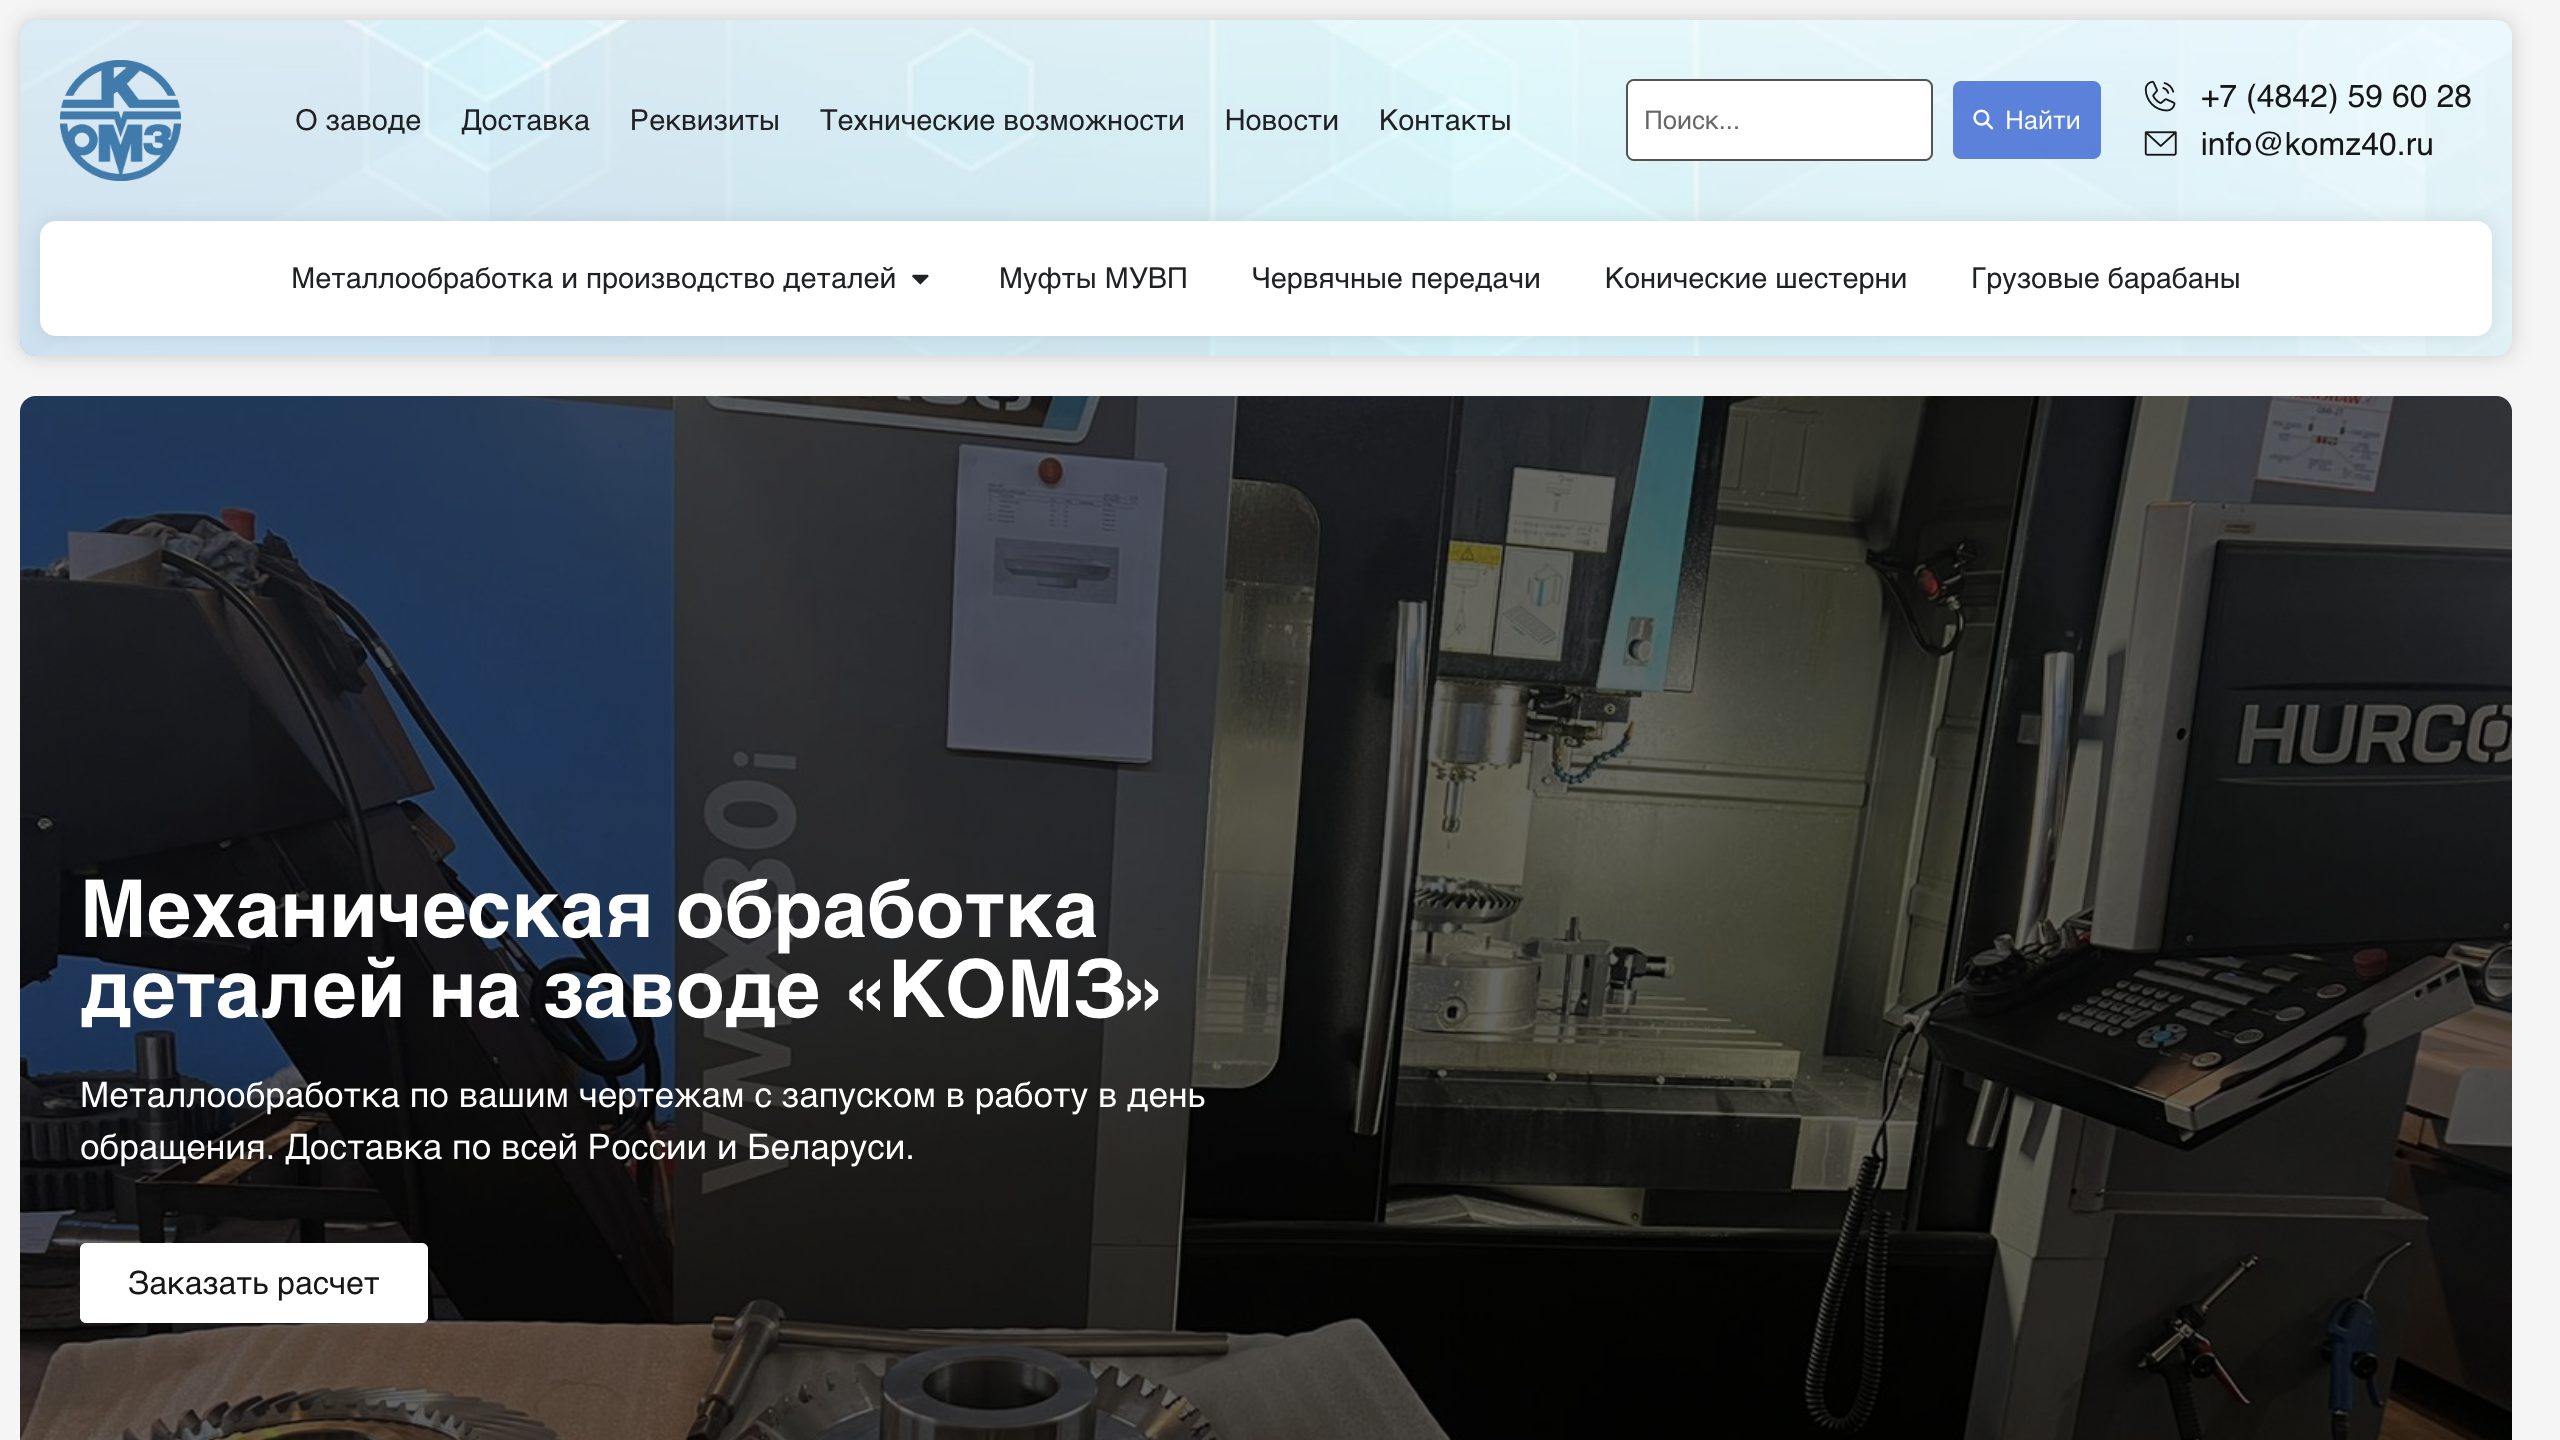 К
ОМЗ
О заводе
Доставка
Реквизиты
Технические возможности
Новости
Контакты
Поиск...
Найти
+7 (4842) 59 60 28
info@komz40.ru
Металлообработка и производство деталей
Муфты МУВП
Червячные передачи
Конические шестерни
Грузовые барабаны
HURCO
VMX30i
Механическая обработка
деталей на заводе «КОМЗ»
Металлообработка по вашим чертежам с запуском в работу в день
обращения. Доставка по всей России и Беларуси.
Заказать расчет